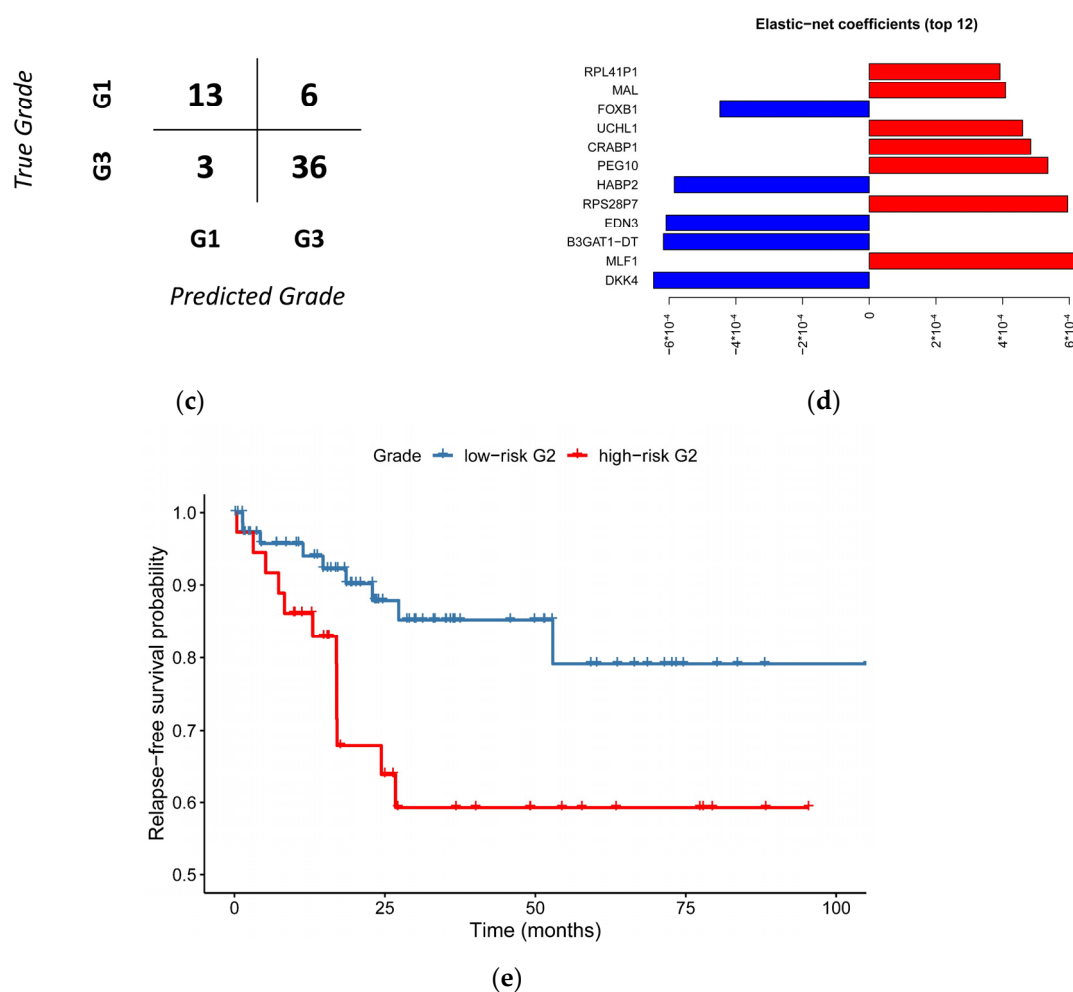 True Grade
G1
13
6
G3
3
36
G1
G3
Predicted Grade
(c)
Elastic−net coefficients (top 12)
RPL41P1
MAL
FOXB1
UCHL1
CRABP1
PEG10
HABP2
RPS28P7
EDN3
B3GAT1−DT
MLF1
DKK4
−6*10⁻⁴
−4*10⁻⁴
−2*10⁻⁴
0
2*10⁻⁴
4*10⁻⁴
6*10⁻⁴
(d)
Grade low−risk G2 high−risk G2
Relapse−free survival probability
1.0
0.9
0.8
0.7
0.6
0.5
0 25 50 75 100
Time (months)
(e)